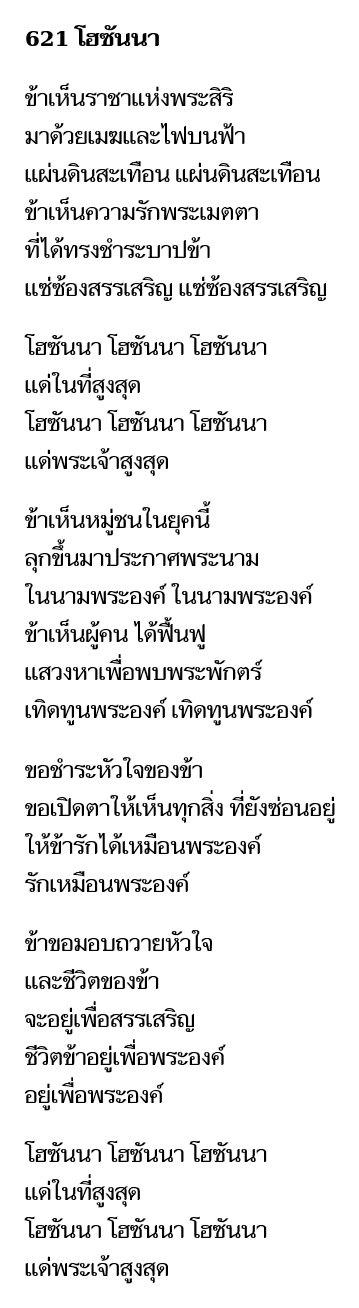 621 โฮซันนา
ข้าเห็นราชาแห่งพระสิริ
มาด้วยเมฆและไฟบนฟ้า
แผ่นดินสะเทือน แผ่นดินสะเทือน
ข้าเห็นความรักพระเมตตา
ที่ได้ทรงชำระบาปข้า
แซ่ซ้องสรรเสริญ แซ่ซ้องสรรเสริญ
โฮซันนา โฮซันนา โฮซันนา
แด่ในที่สูงสุด
โฮซันนา โฮซันนา โฮซันนา
แด่พระเจ้าสูงสุด
ข้าเห็นหมู่ชนในยุคนี้
ลุกขึ้นมาประกาศพระนาม
ในนามพระองค์ ในนามพระองค์
ข้าเห็นผู้คน ได้ฟื้นฟู
แสวงหาเพื่อพบพระพักตร์
เทิดทูนพระองค์ เทิดทูนพระองค์
ขอชำระหัวใจของข้า
ขอเปิดตาให้เห็นทุกสิ่ง ที่ยังซ่อนอยู่
ให้ข้ารักได้เหมือนพระองค์
รักเหมือนพระองค์
ข้าขอมอบถวายหัวใจ
และชีวิตของข้า
จะอยู่เพื่อสรรเสริญ
ชีวิตข้าอยู่เพื่อพระองค์
อยู่เพื่อพระองค์
โฮซันนา โฮซันนา โฮซันนา
แด่ในที่สูงสุด
โฮซันนา โฮซันนา โฮซันนา
แด่พระเจ้าสูงสุด